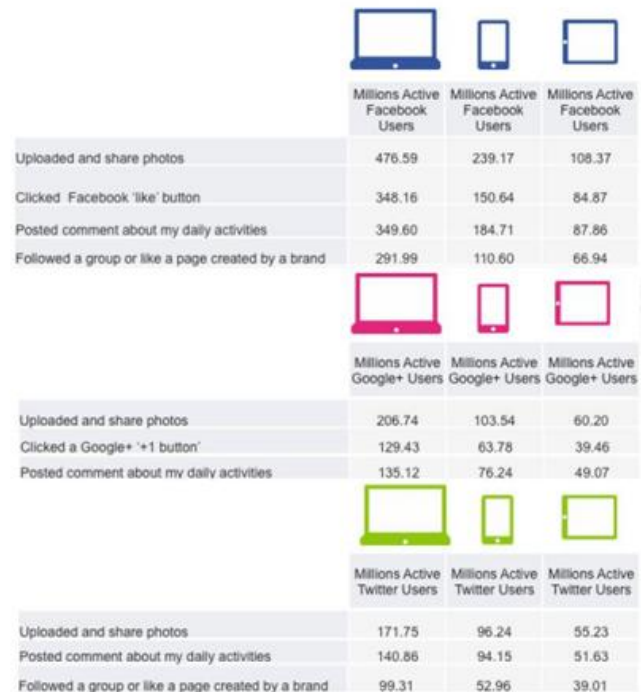 Millions Active Millions Active Millions Active
Facebook Facebook Facebook
Users Users Users
Uploaded and share photos 476.59 239.17 108.37
Clicked Facebook 'like' button 348.16 150.64 84.87
Posted comment about my daily activities 349.60 184.71 87.86
Followed a group or like a page created by a brand 291.99 110.60 66.94
Millions Active Millions Active Millions Active
Google+ Users Google+ Users Google+ Users
Uploaded and share photos 206.74 103.54 60.20
Clicked a Google+ '+1 button' 129.43 63.78 39.46
Posted comment about my daily activities 135.12 76.24 49.07
Millions Active Millions Active Millions Active
Twitter Users Twitter Users Twitter Users
Uploaded and share photos 171.75 96.24 55.23
Posted comment about my daily activities 140.86 94.15 51.63
Followed a group or like a page created by a brand 99.31 52.96 39.01